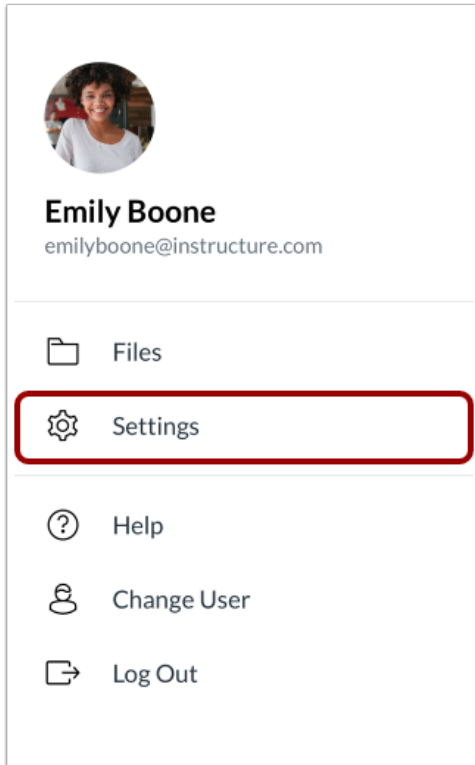 Emily Boone
emilyboone@instructure.com
Files
Settings
Help
Change User
Log Out